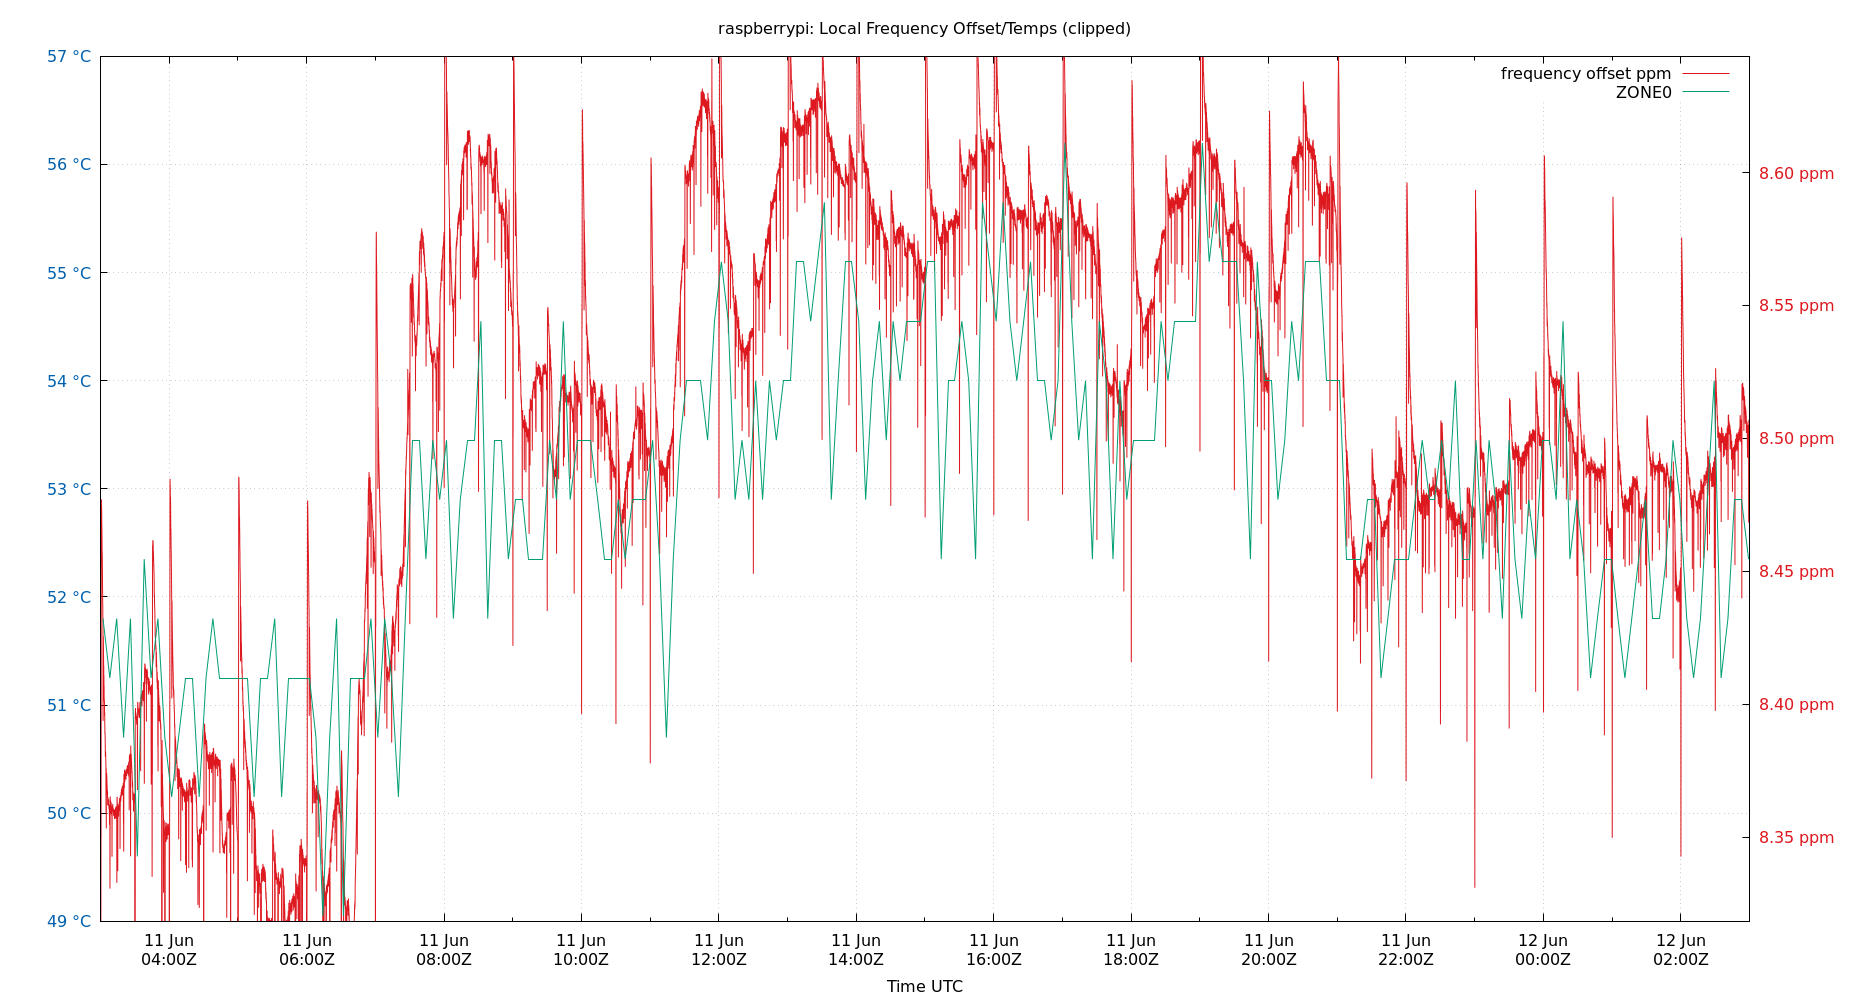 raspberrypi: Local Frequency Offset/Temps (clipped)
frequency offset ppm
ZONE0
57 °C
56 °C
55 °C
54 °C
53 °C
52 °C
51 °C
50 °C
49 °C
8.60 ppm
8.55 ppm
8.50 ppm
8.45 ppm
8.40 ppm
8.35 ppm
11 Jun 11 Jun 11 Jun 11 Jun 11 Jun 11 Jun 11 Jun 11 Jun 11 Jun 11 Jun 12 Jun 12 Jun
04:00Z 06:00Z 08:00Z 10:00Z 12:00Z 14:00Z 16:00Z 18:00Z 20:00Z 22:00Z 00:00Z 02:00Z
Time UTC